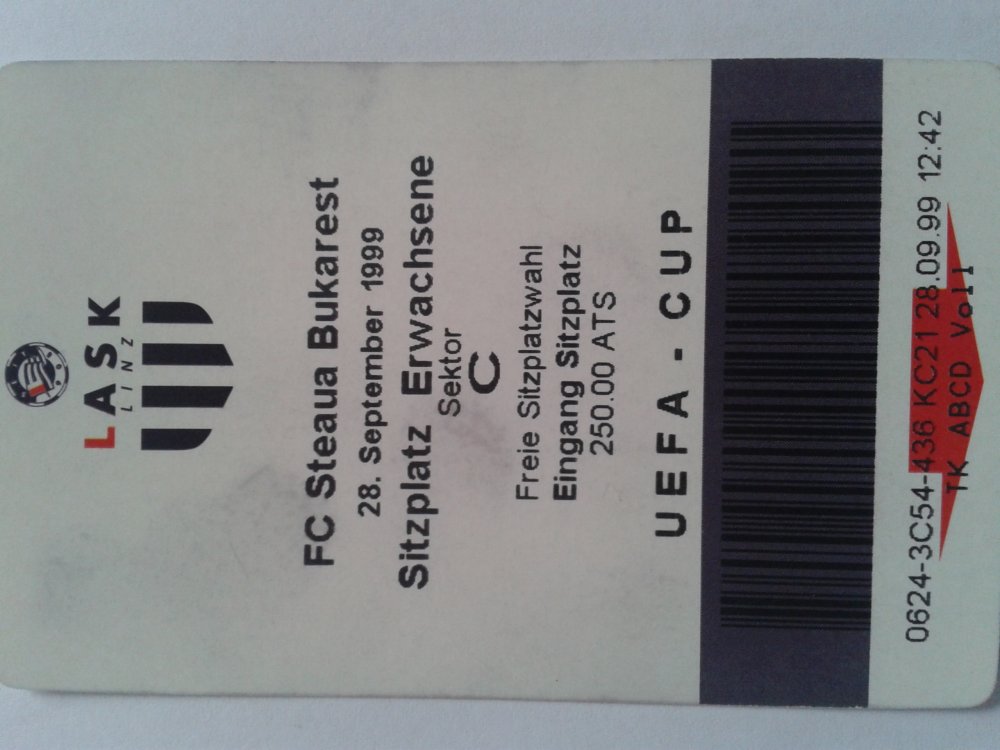 LASK
LINZ
FC Steaua Bukarest
28. September 1999
Sitzplatz Erwachsene
Sektor
C
Freie Sitzplatzwahl
Eingang Sitzplatz
250.00 ATS
UEFA - CUP
0624-3C54-436 KC21 28.09.99 12:42
TK ABCD Voll